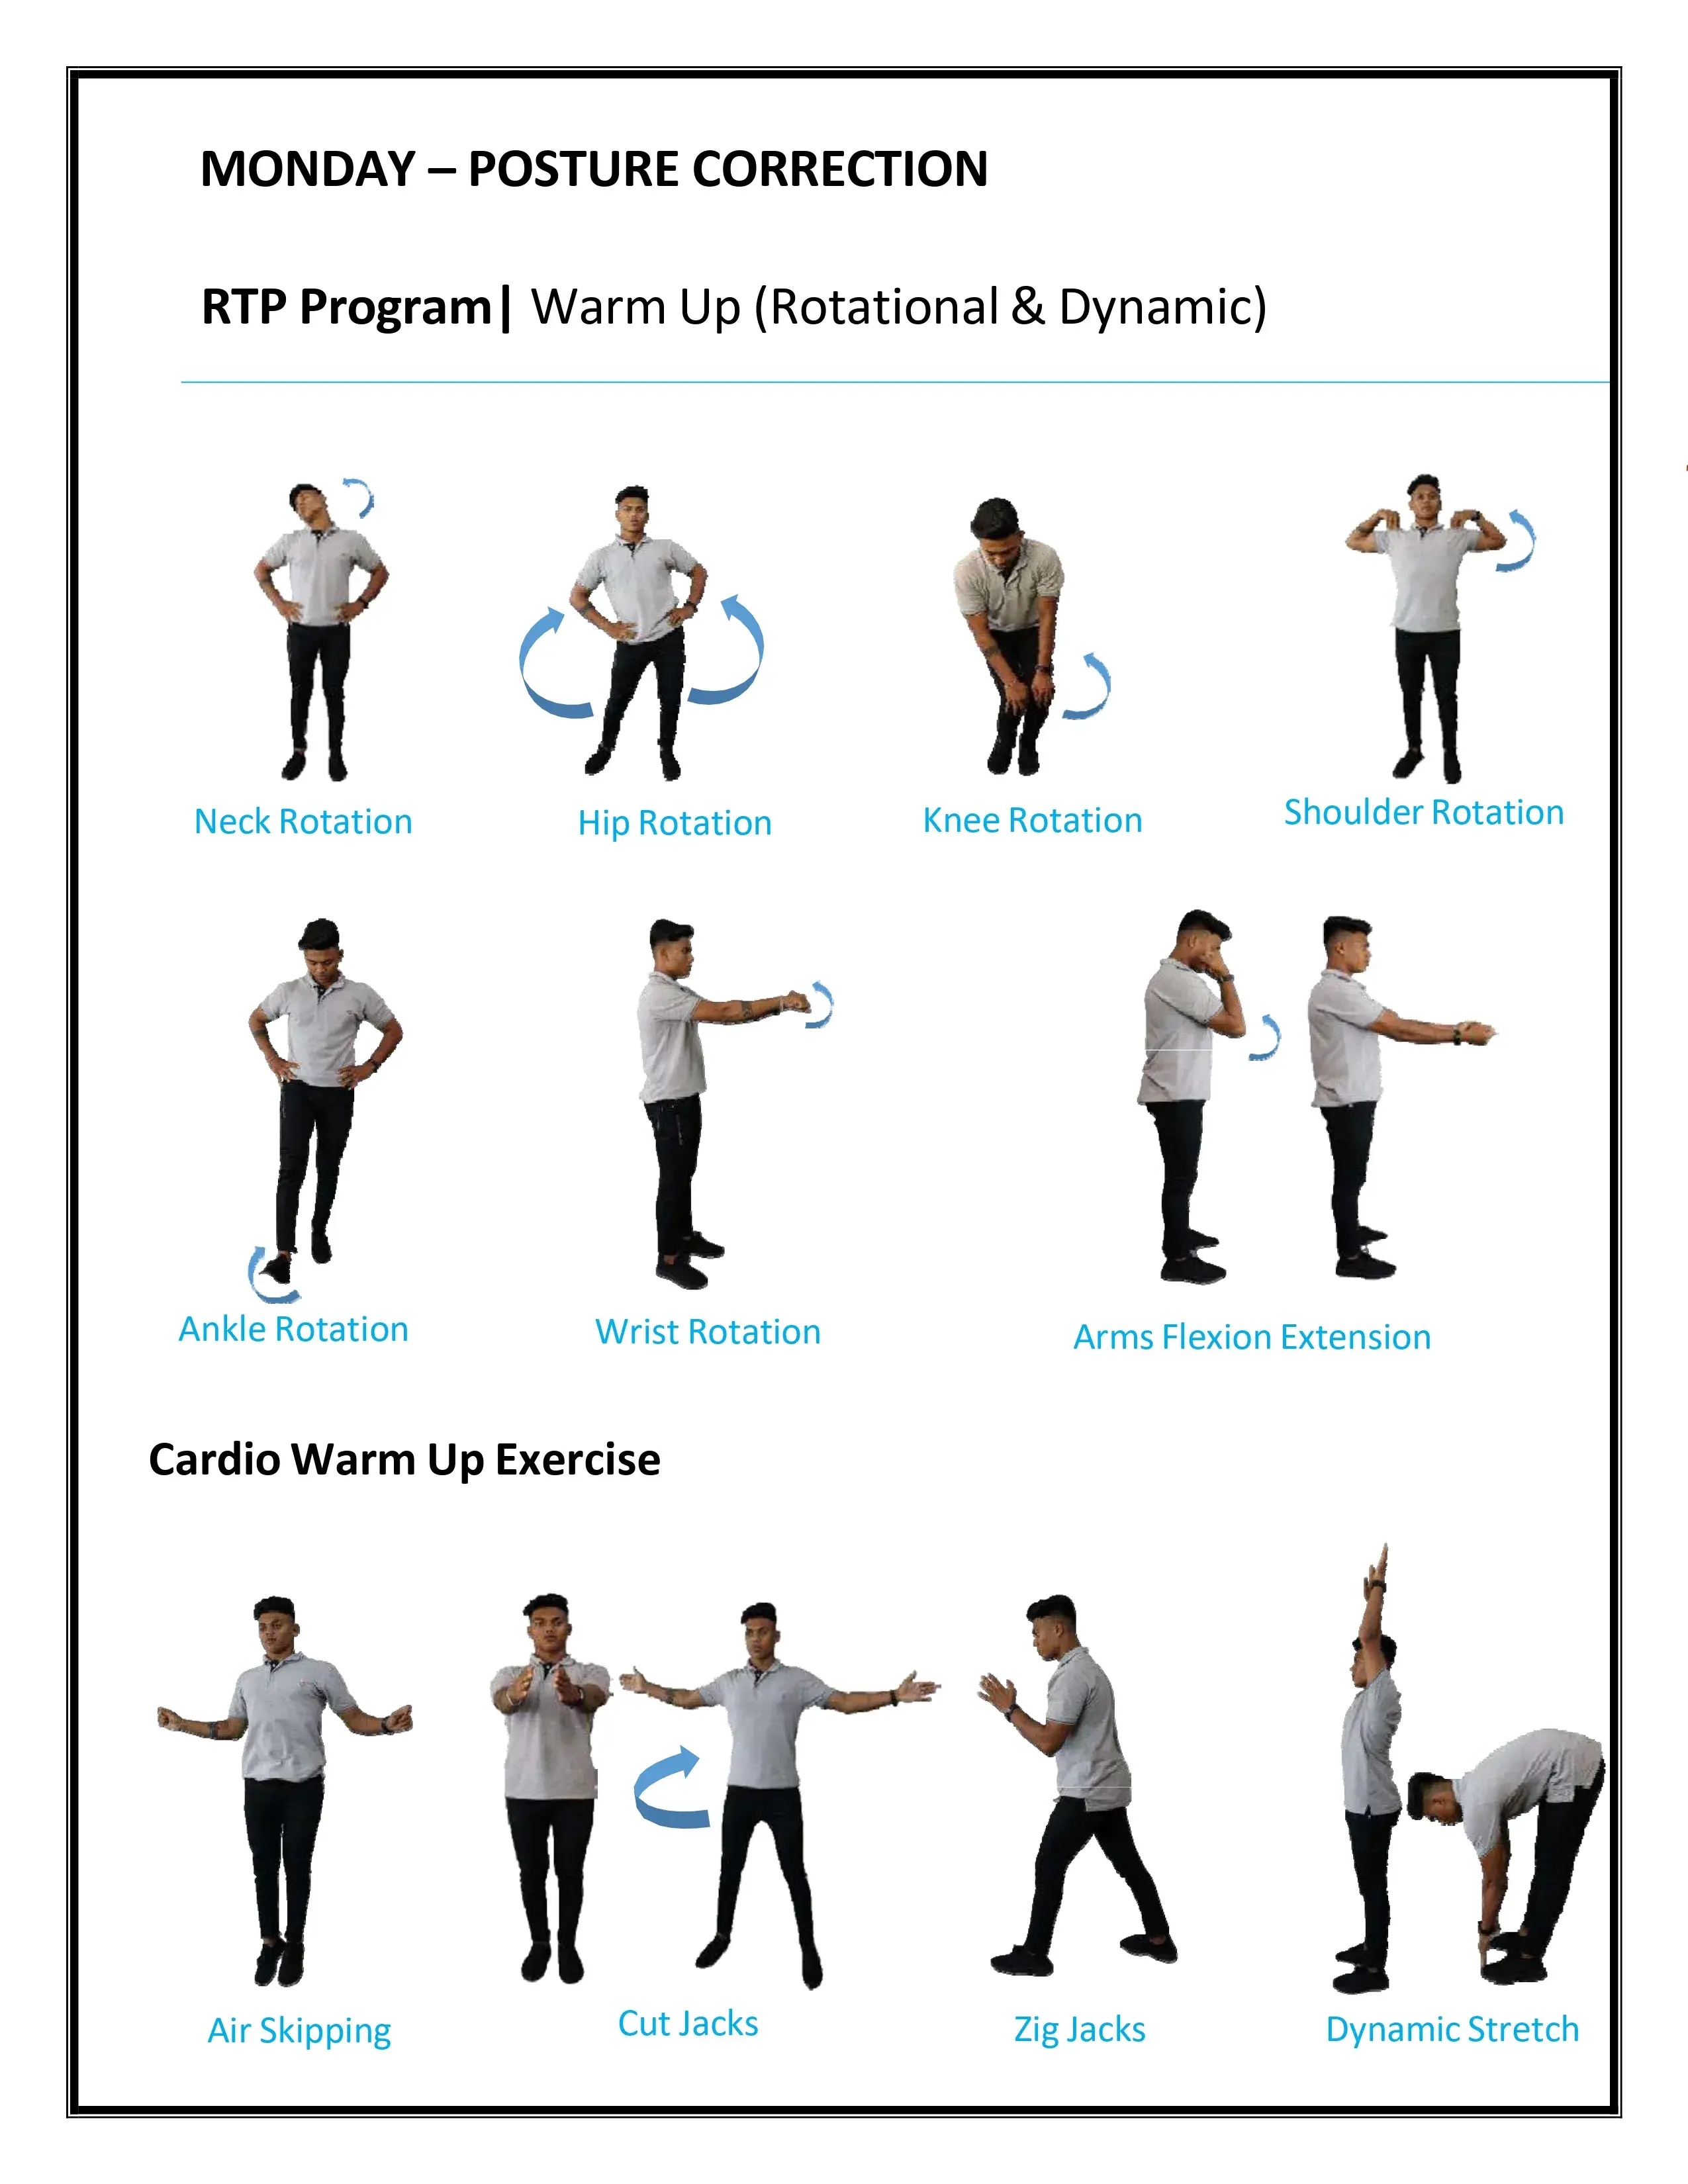 MONDAY – POSTURE CORRECTION
RTP Program| Warm Up (Rotational & Dynamic)
Neck Rotation
Hip Rotation
Knee Rotation
Shoulder Rotation
Ankle Rotation
Wrist Rotation
Arms Flexion Extension
Cardio Warm Up Exercise
Air Skipping
Cut Jacks
Zig Jacks
Dynamic Stretch